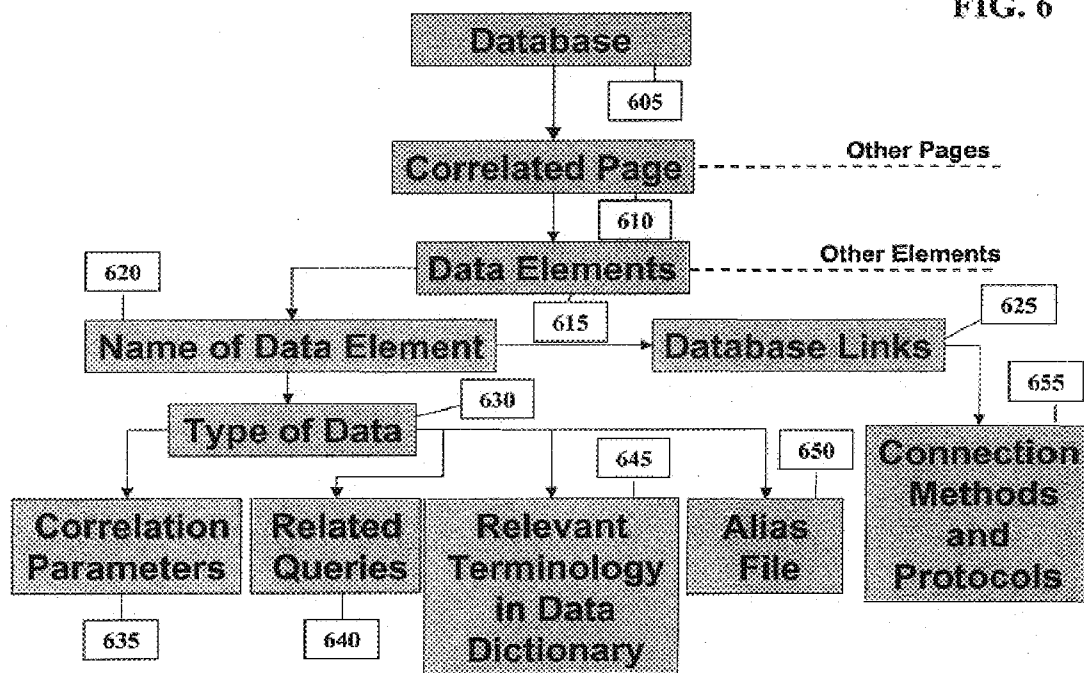 FIG. 6
Database
605
Correlated Page
Other Pages
610
Data Elements
Other Elements
620
615
625
Name of Data Element
Database Links
655
630
Type of Data
645
650
Connection
Methods
and
Protocols
Correlation
Parameters
Related
Queries
Relevant
Terminology
in Data
Dictionary
Alias
File
635
640